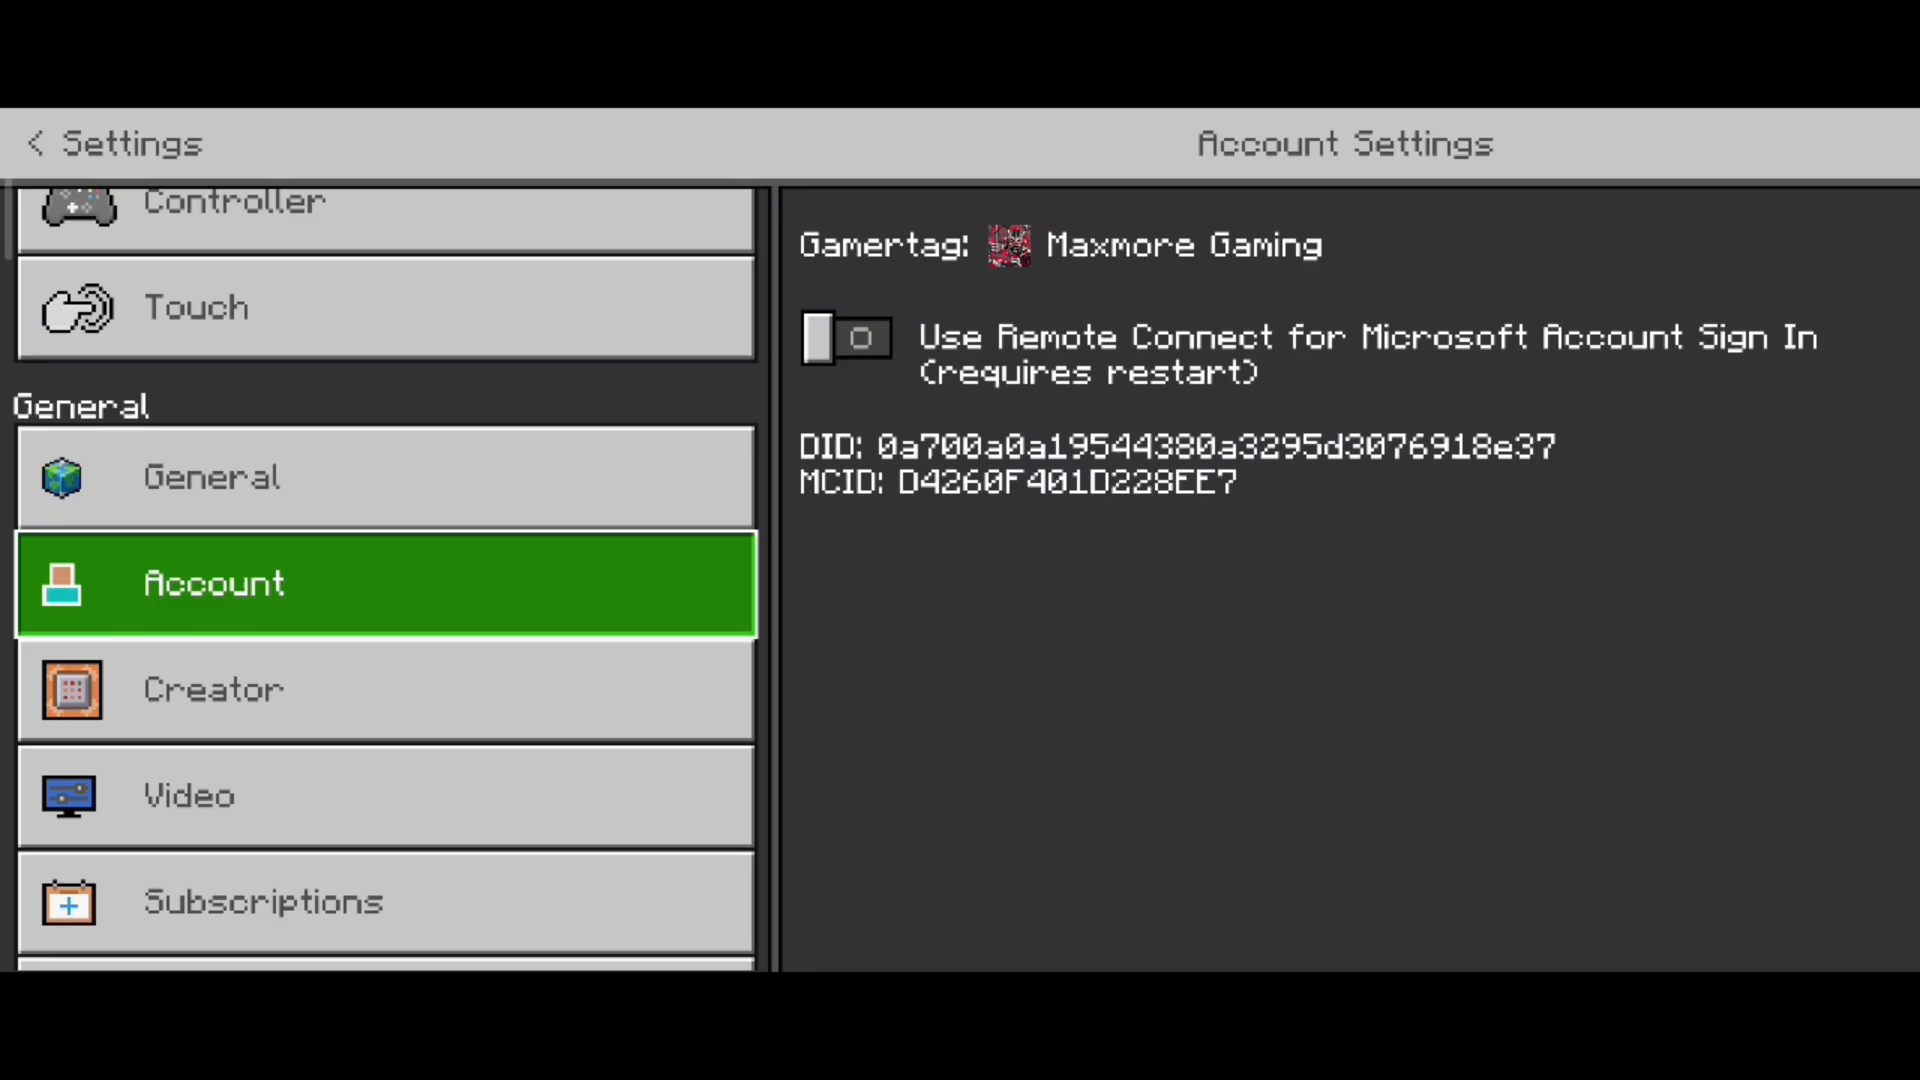 < Settings
Account Settings
Controller
Touch
General
General
Account
Creator
Video
Subscriptions
Gamertag: Maxmore Gaming
Use Remote Connect for Microsoft Account Sign In
(requires restart)
DID: 0a700a0a19544380a3295d3076918e37
MCID: D4260F401D228EE7